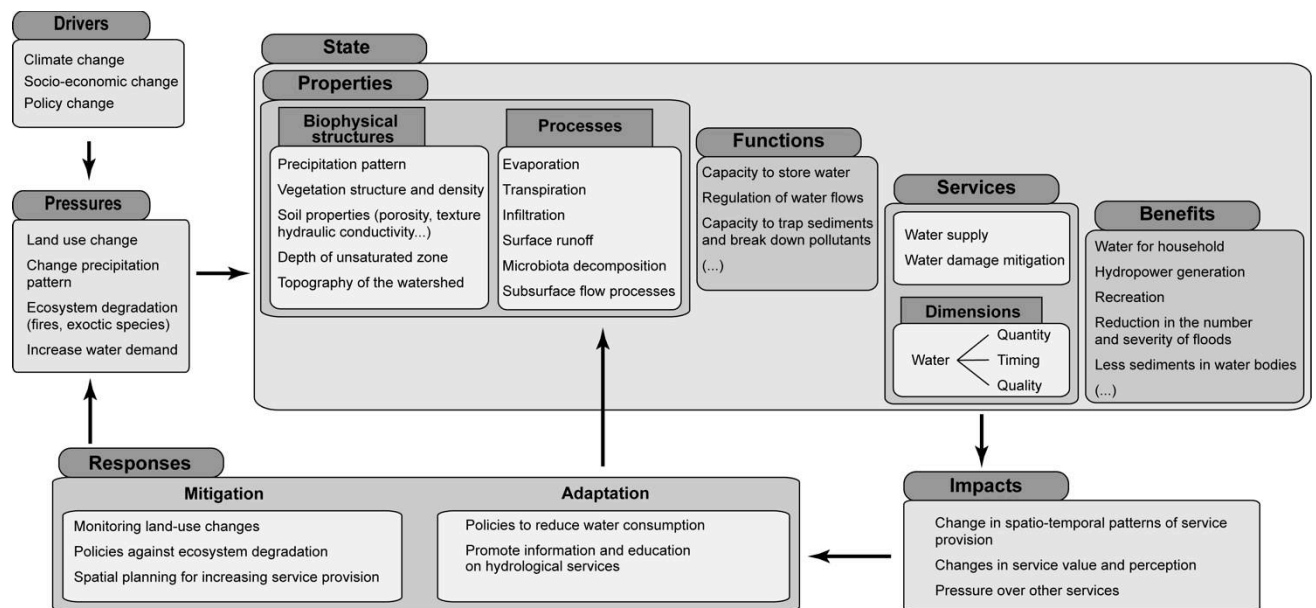 Drivers
Climate change
Socio-economic change
Policy change
Pressures
Land use change
Change precipitation
pattern
Ecosystem degradation
(fires, exoctic species)
Increase water demand
State
Properties
Biophysical
structures
Precipitation pattern
Vegetation structure and density
Soil properties (porosity, texture
hydraulic conductivity...)
Depth of unsaturated zone
Topography of the watershed
Processes
Evaporation
Transpiration
Infiltration
Surface runoff
Microbiota decomposition
Subsurface flow processes
Functions
Capacity to store water
Regulation of water flows
Capacity to trap sediments
and break down pollutants
(...)
Services
Water supply
Water damage mitigation
Dimensions
Water
Quantity
Timing
Quality
Benefits
Water for household
Hydropower generation
Recreation
Reduction in the number
and severity of floods
Less sediments in water bodies
(...)
Impacts
Change in spatio-temporal patterns of service
provision
Changes in service value and perception
Pressure over other services
Responses
Mitigation
Monitoring land-use changes
Policies against ecosystem degradation
Spatial planning for increasing service provision
Adaptation
Policies to reduce water consumption
Promote information and education
on hydrological services